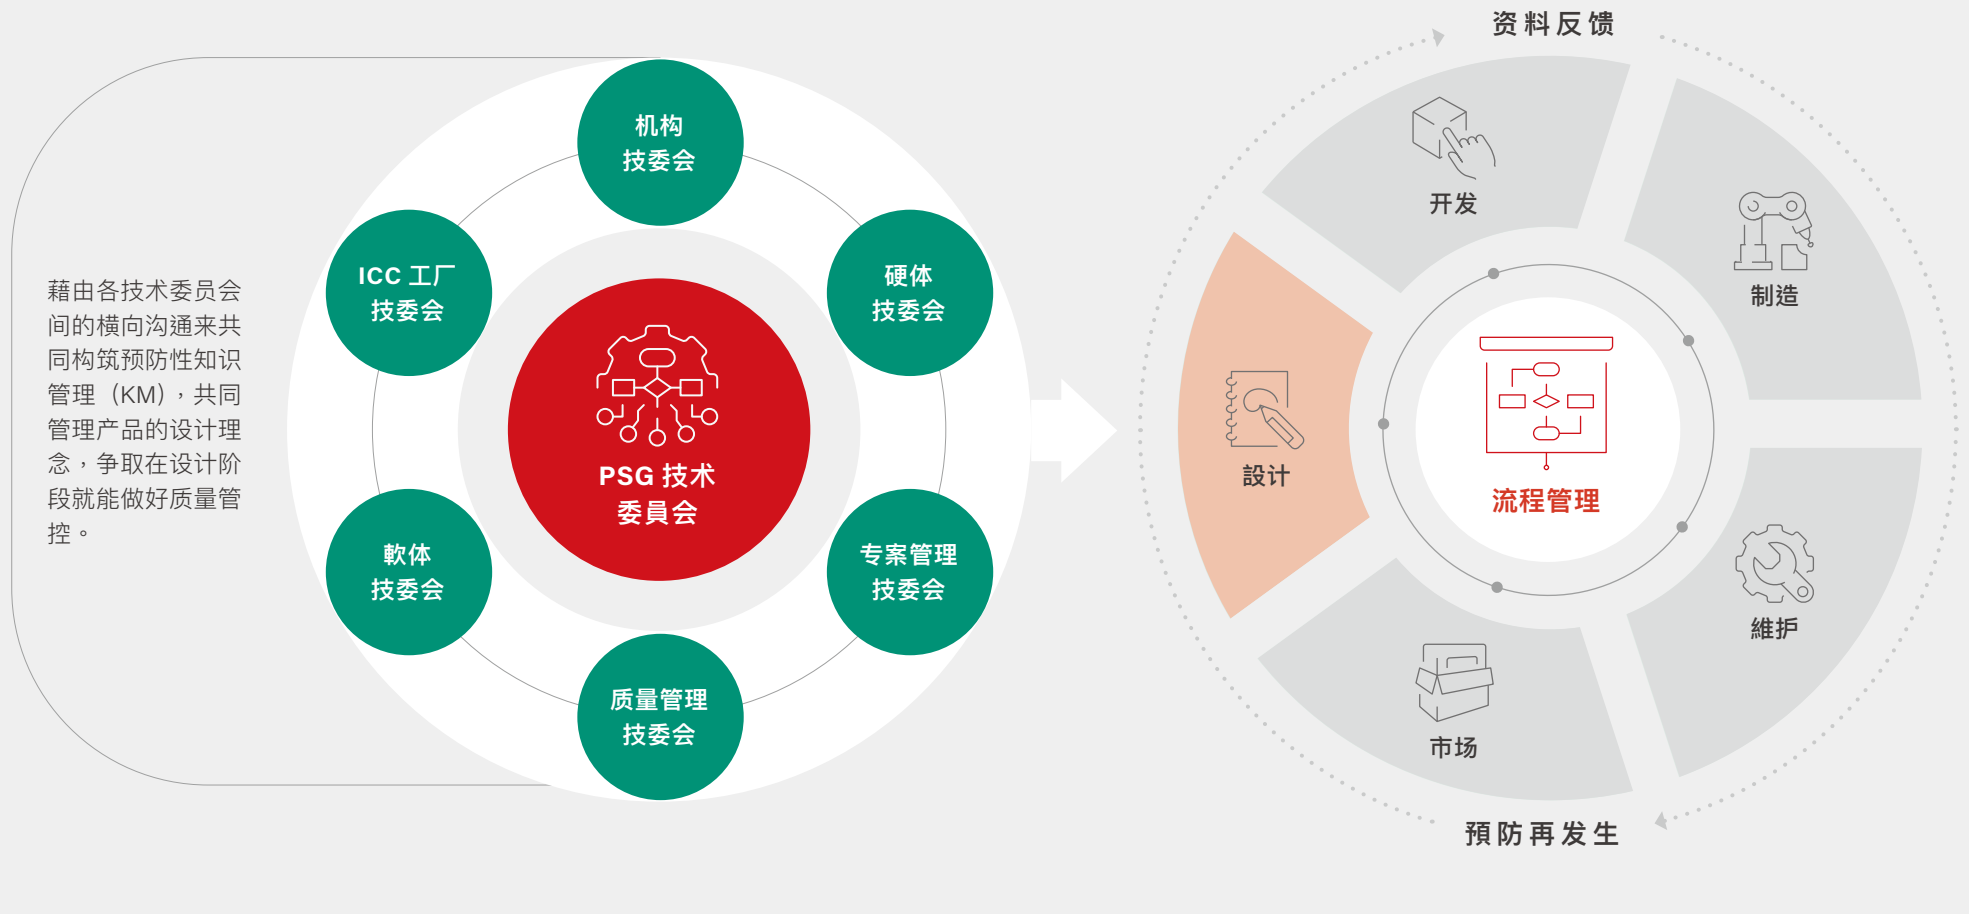 藉由各技术委员会
间的横向沟通来共
同构筑预防性知识
管理（KM），共同
管理产品的设计理
念，争取在设计阶
段就能做好质量管
控。
机构
技委会
ICC 工厂
技委会
硬体
技委会
PSG 技术
委員会
軟体
技委会
专案管理
技委会
质量管理
技委会
资料反馈
开发
制造
設计
流程管理
維护
市场
預防再发生